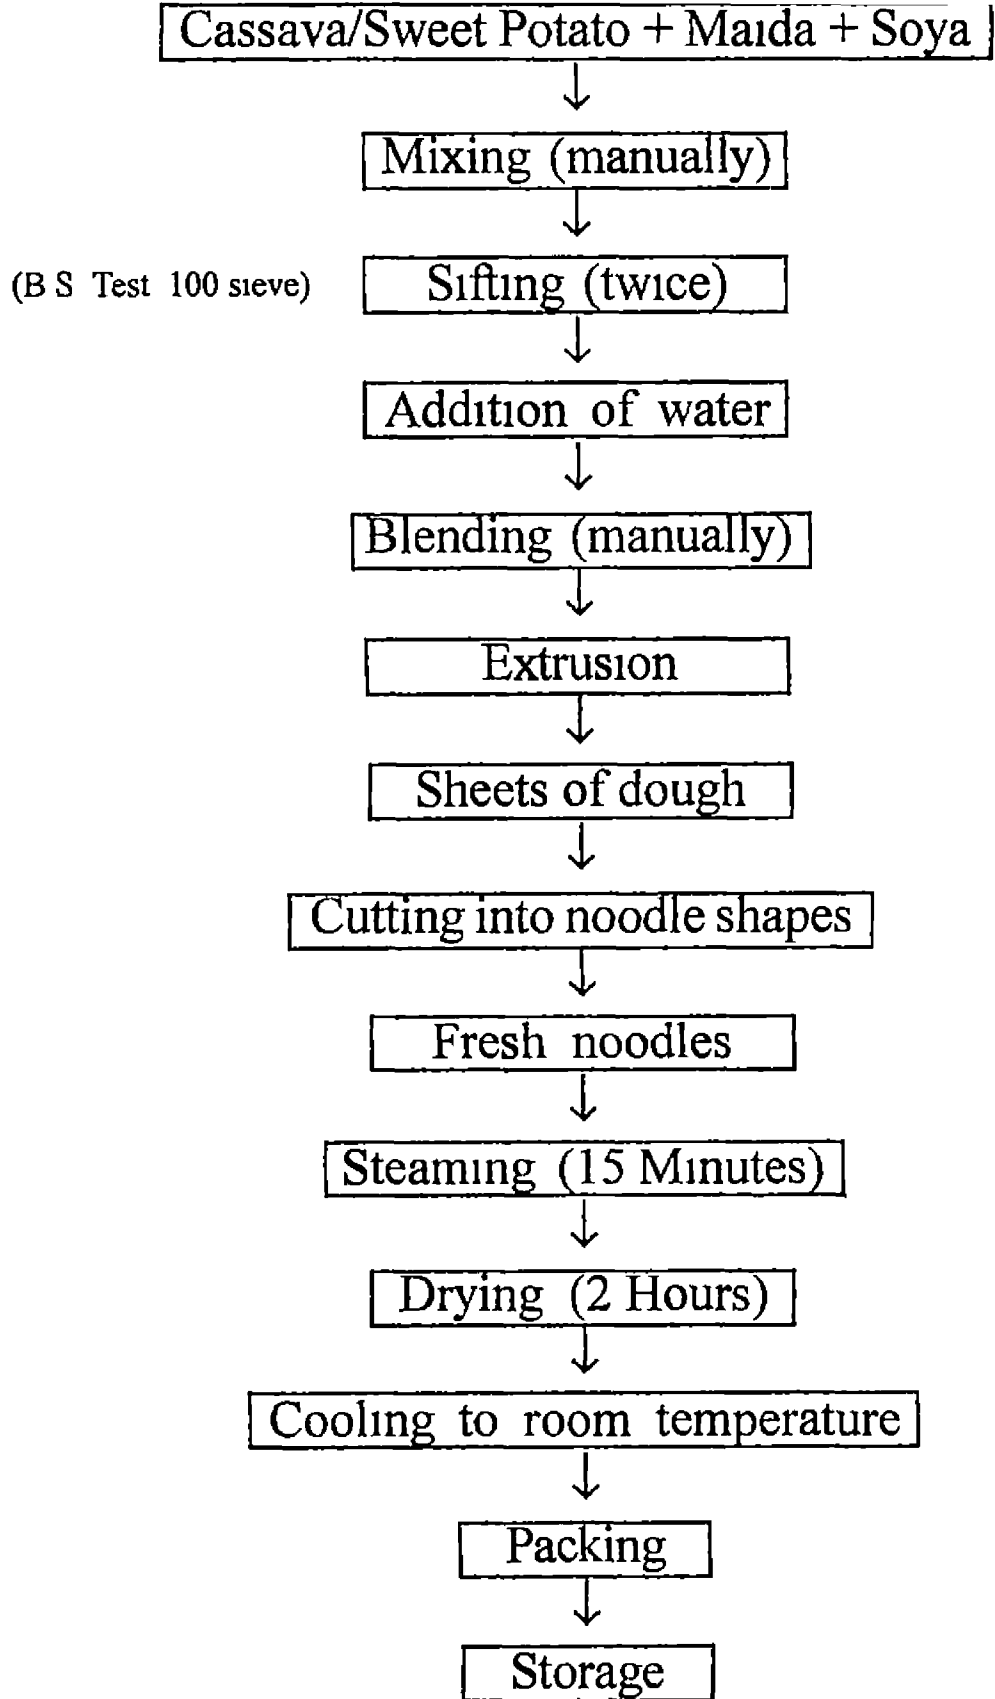 Cassava/Sweet Potato + Maida + Soya
Mixing (manually)
(B S Test 100 sieve) Sifting (twice)
Addition of water
Blending (manually)
Extrusion
Sheets of dough
Cutting into noodle shapes
Fresh noodles
Steaming (15 Minutes)
Drying (2 Hours)
Cooling to room temperature
Packing
Storage